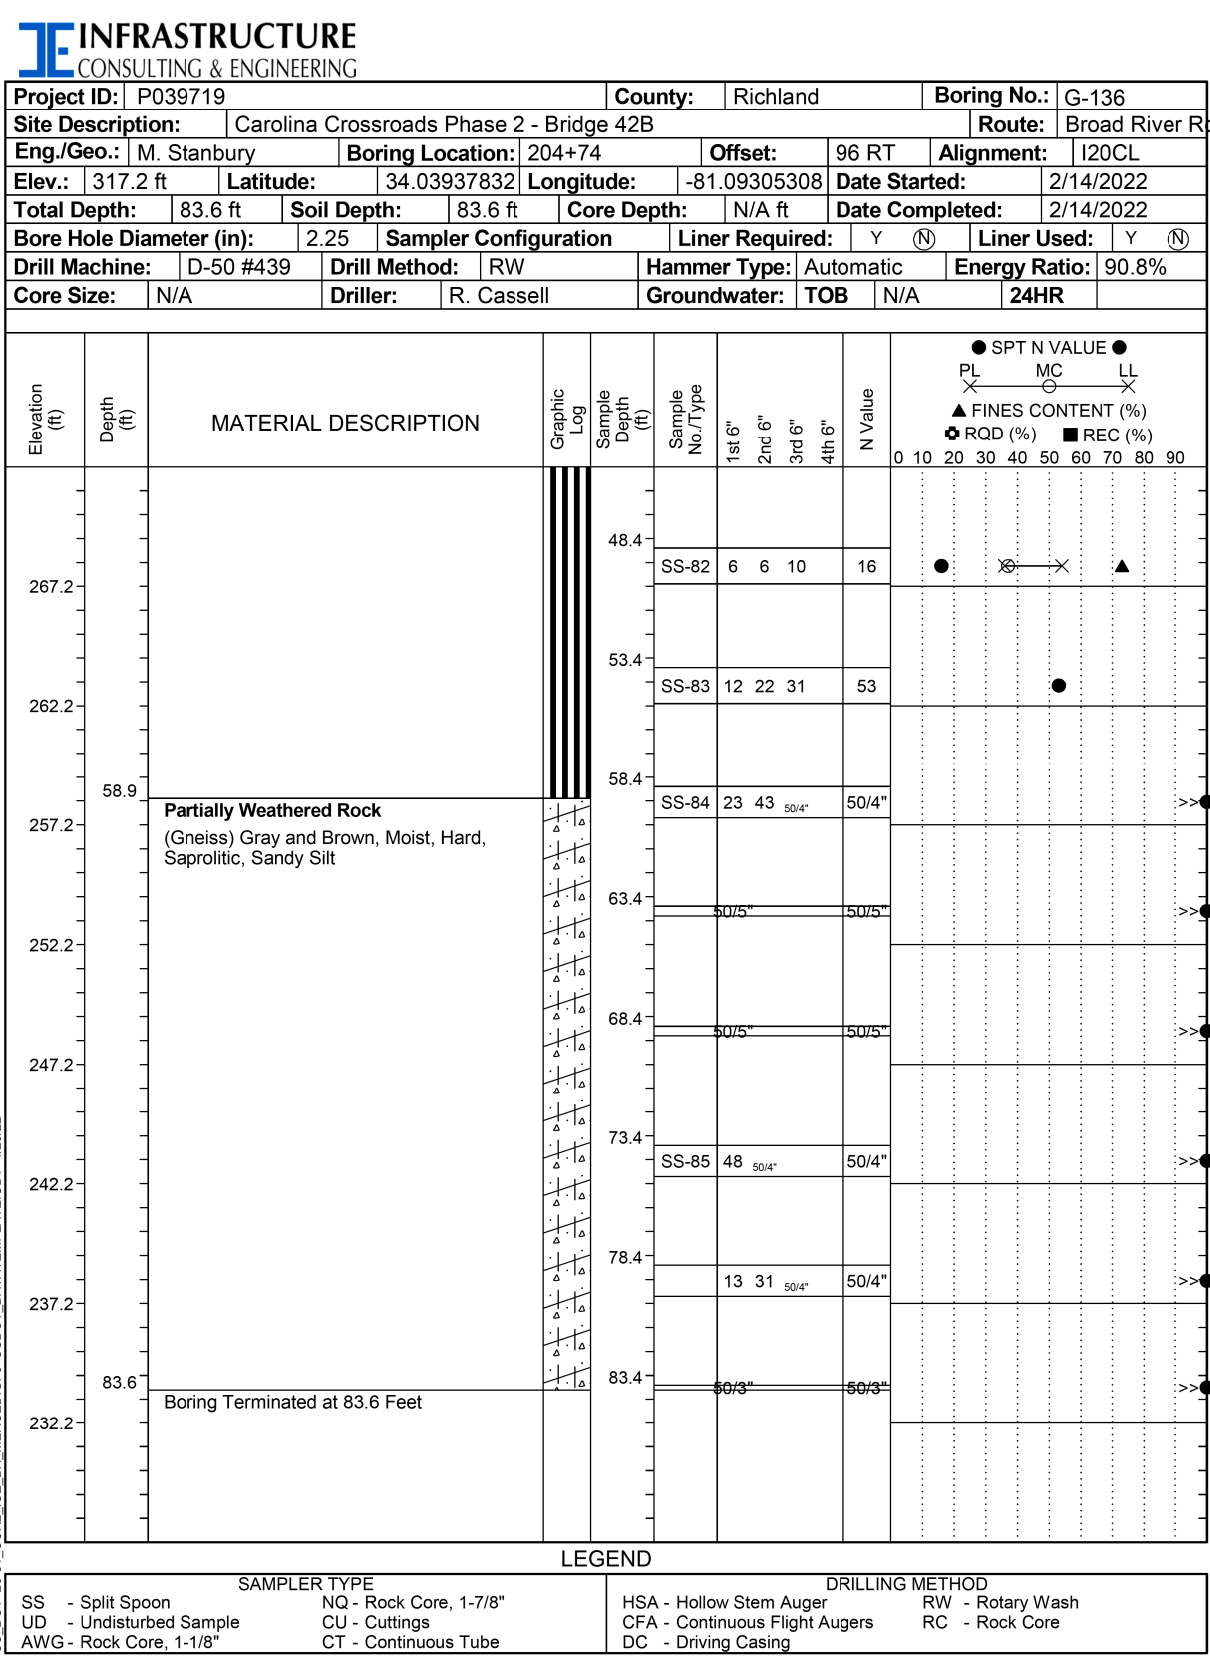 INFRASTRUCTURE
CONSULTING & ENGINEERING
Project ID: P039719 County: Richland Boring No.: G-136
Site Description: Carolina Crossroads Phase 2 - Bridge 42B Route: Broad River
Eng./Geo.: M. Stanbury Boring Location: 204+74 Offset: 96 RT Alignment: I20CL
Elev.: 317.2 ft Latitude: 34.03937832 Longitude: -81.09305308 Date Started: 2/14/2022
Total Depth: 83.6 ft Soil Depth: 83.6 ft Core Depth: N/A ft Date Completed: 2/14/2022
Bore Hole Diameter (in): 2.25 Sampler Configuration Liner Required: Y N Liner Used: Y N
Drill Machine: D-50 #439 Drill Method: RW Hammer Type: Automatic Energy Ratio: 90.8%
Core Size: N/A Driller: R. Cassell Groundwater: TOB N/A 24HR
Elevation (ft) Depth (ft) MATERIAL DESCRIPTION Graphic Log Sample Depth (ft) Sample No./Type 1st 6" 2nd 6" 3rd 6" 4th 6" N Value
● SPT N VALUE ●
PL MC LL
▲ FINES CONTENT (%)
RQD (%) ■ REC (%)
0 10 20 30 40 50 60 70 80 90
48.4
SS-82 6 6 10 16
267.2
53.4
SS-83 12 22 31 53
262.2
58.4
58.9
SS-84 23 43 50/4" 50/4" >>
Partially Weathered Rock
257.2
(Gneiss) Gray and Brown, Moist, Hard,
Saprolitic, Sandy Silt
63.4
50/5" 50/5" >>
252.2
68.4
50/5" 50/5" >>
247.2
73.4
SS-85 48 50/4" 50/4" >>
242.2
78.4
13 31 50/4" 50/4" >>
237.2
83.4
83.6
50/3" 50/3" >>
Boring Terminated at 83.6 Feet
232.2
LEGEND
SAMPLER TYPE DRILLING METHOD
SS - Split Spoon NQ - Rock Core, 1-7/8" HSA - Hollow Stem Auger RW - Rotary Wash
UD - Undisturbed Sample CU - Cuttings CFA - Continuous Flight Augers RC - Rock Core
AWG - Rock Core, 1-1/8" CT - Continuous Tube DC - Driving Casing